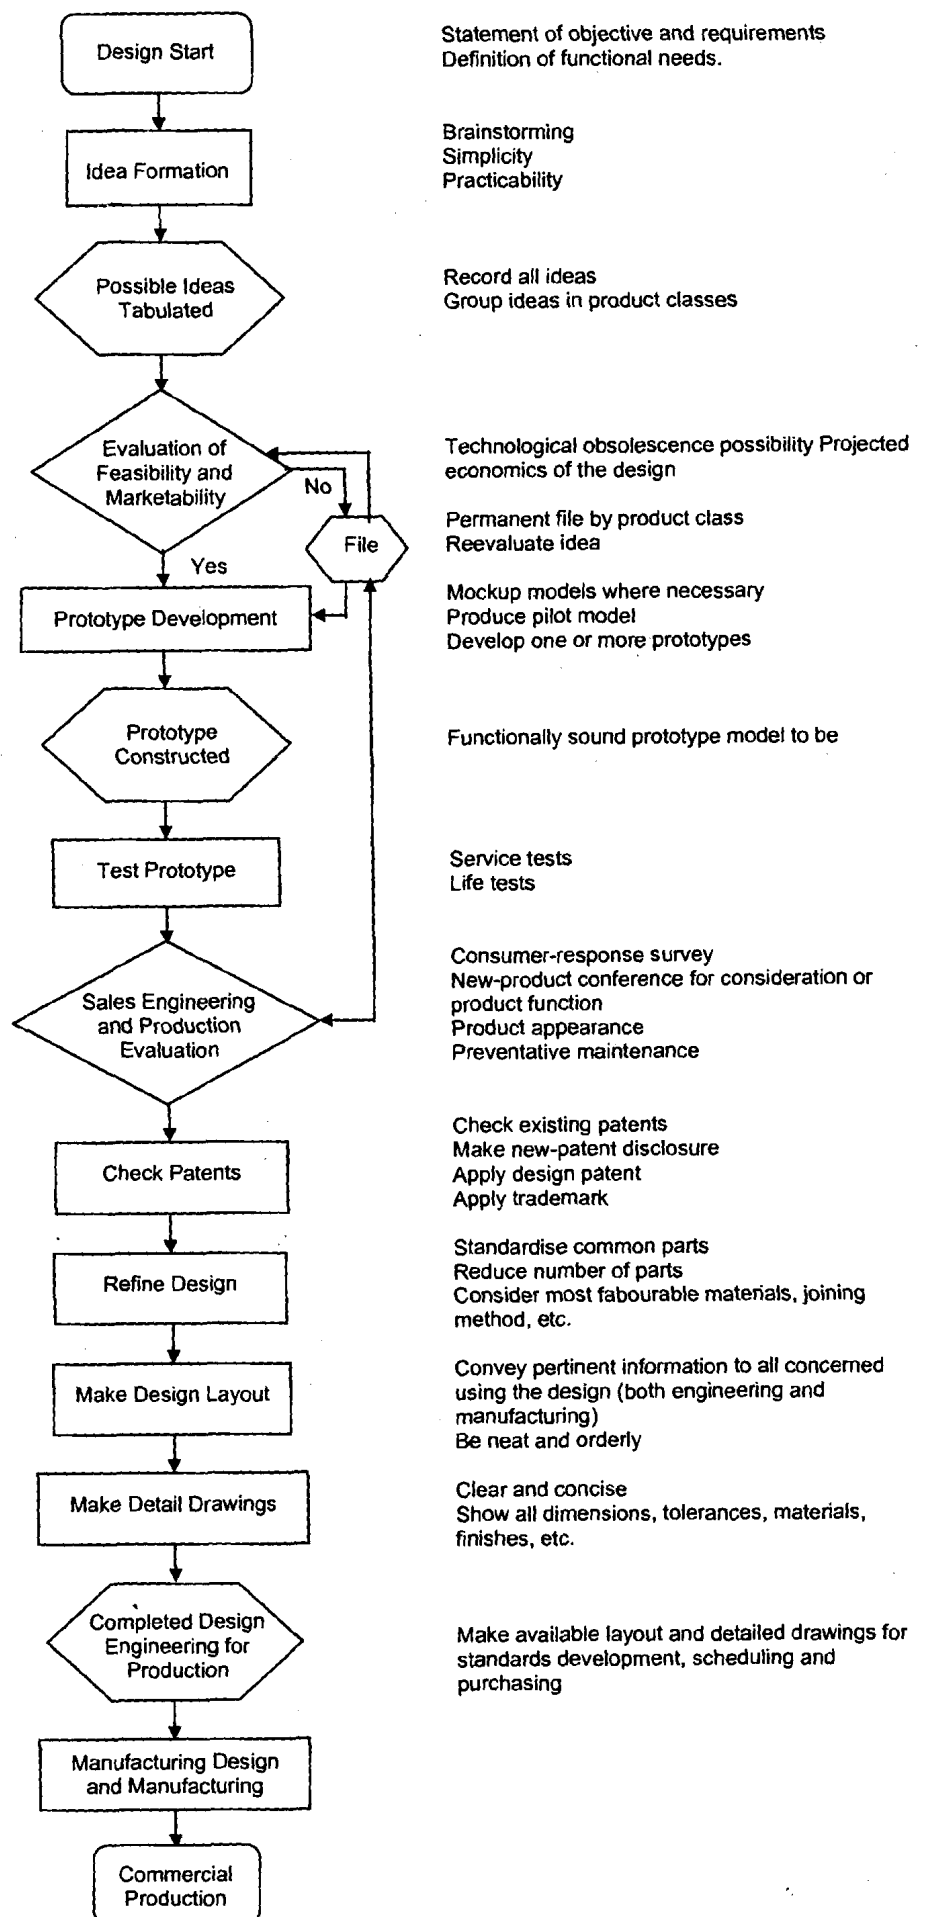 Design Start
Statement of objective and requirements
Definition of functional needs.
Idea Formation
Brainstorming
Simplicity
Practicability
Possible Ideas
Tabulated
Record all ideas
Group ideas in product classes
Evaluation of
Feasibility and
Marketability
No
Yes
Technological obsolescence possibility Projected
economics of the design
File
Permanent file by product class
Reevaluate idea
Prototype Development
Mockup models where necessary
Produce pilot model
Develop one or more prototypes
Prototype
Constructed
Functionally sound prototype model to be
Test Prototype
Service tests
Life tests
Sales Engineering
and Production
Evaluation
Consumer-response survey
New-product conference for consideration or
product function
Product appearance
Preventative maintenance
Check Patents
Check existing patents
Make new-patent disclosure
Apply design patent
Apply trademark
Refine Design
Standardise common parts
Reduce number of parts
Consider most fabourable materials, joining
method, etc.
Make Design Layout
Convey pertinent information to all concerned
using the design (both engineering and
manufacturing)
Be neat and orderly
Make Detail Drawings
Clear and concise
Show all dimensions, tolerances, materials,
finishes, etc.
Completed Design
Engineering for
Production
Make available layout and detailed drawings for
standards development, scheduling and
purchasing
Manufacturing Design
and Manufacturing
Commercial
Production